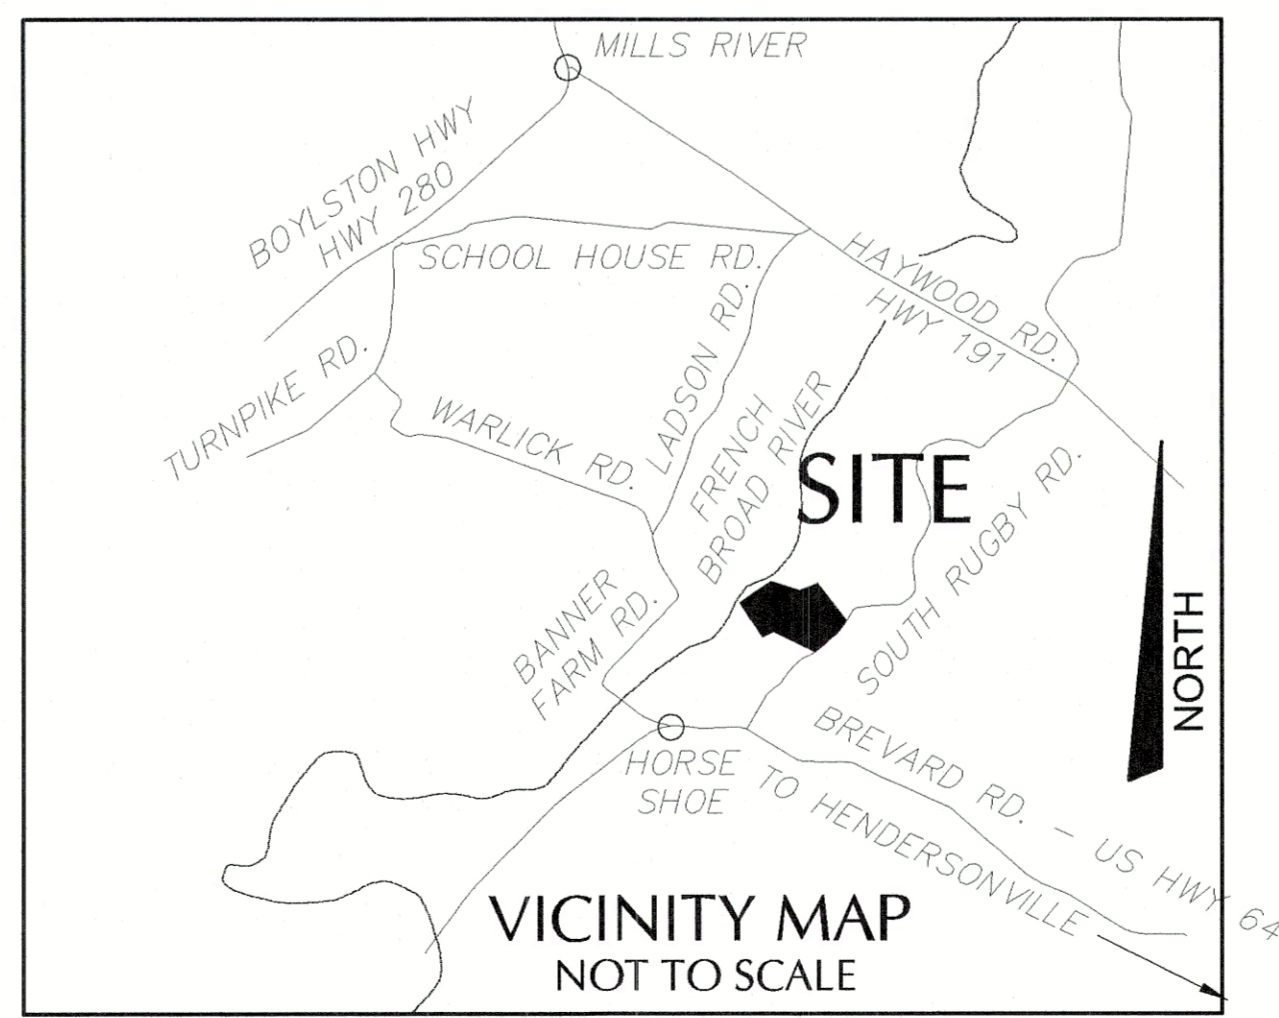 MILLS RIVER
BOYLSTON HWY
HWY 280
SCHOOL HOUSE RD.
HAYWOOD RD.
HWY 191
TURNPIKE RD.
WARLICK RD.
LADSON RD.
FRENCH
BROAD RIVER
SITE
SOUTH RUGBY RD.
NORTH
BANNER
FARM RD.
HORSE
SHOE
BREVARD RD. – US HWY 64
TO HENDERSONVILLE
VICINITY MAP
NOT TO SCALE